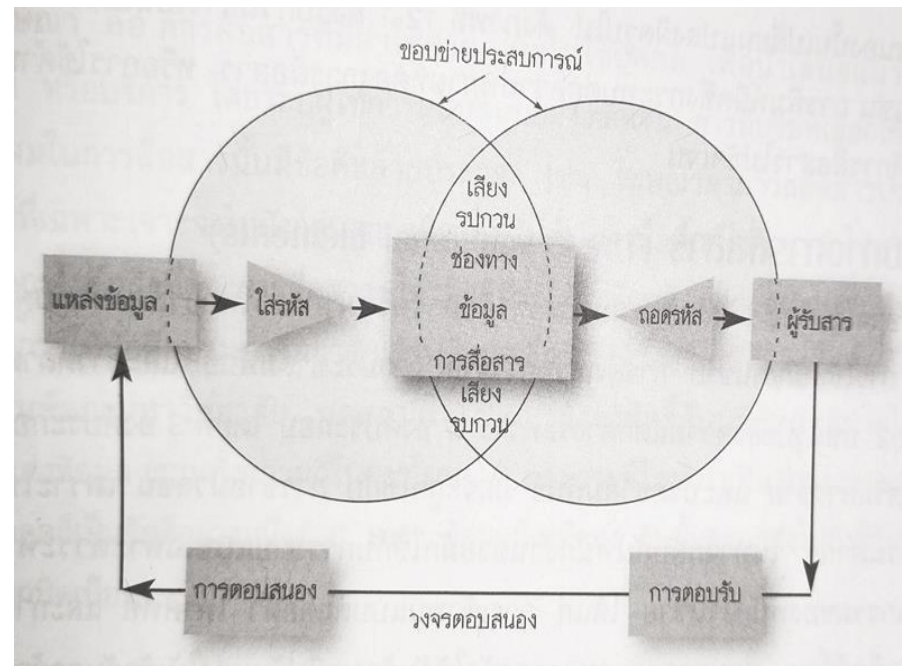 ขอบข่ายประสบการณ์
เสียง
รบกวน
ช่องทาง
แหล่งข้อมูล
ใส่รหัส
ข้อมูล
ถอดรหัส
ผู้รับสาร
การสื่อสาร
เสียง
รบกวน
การตอบสนอง
การตอบรับ
วงจรตอบสนอง